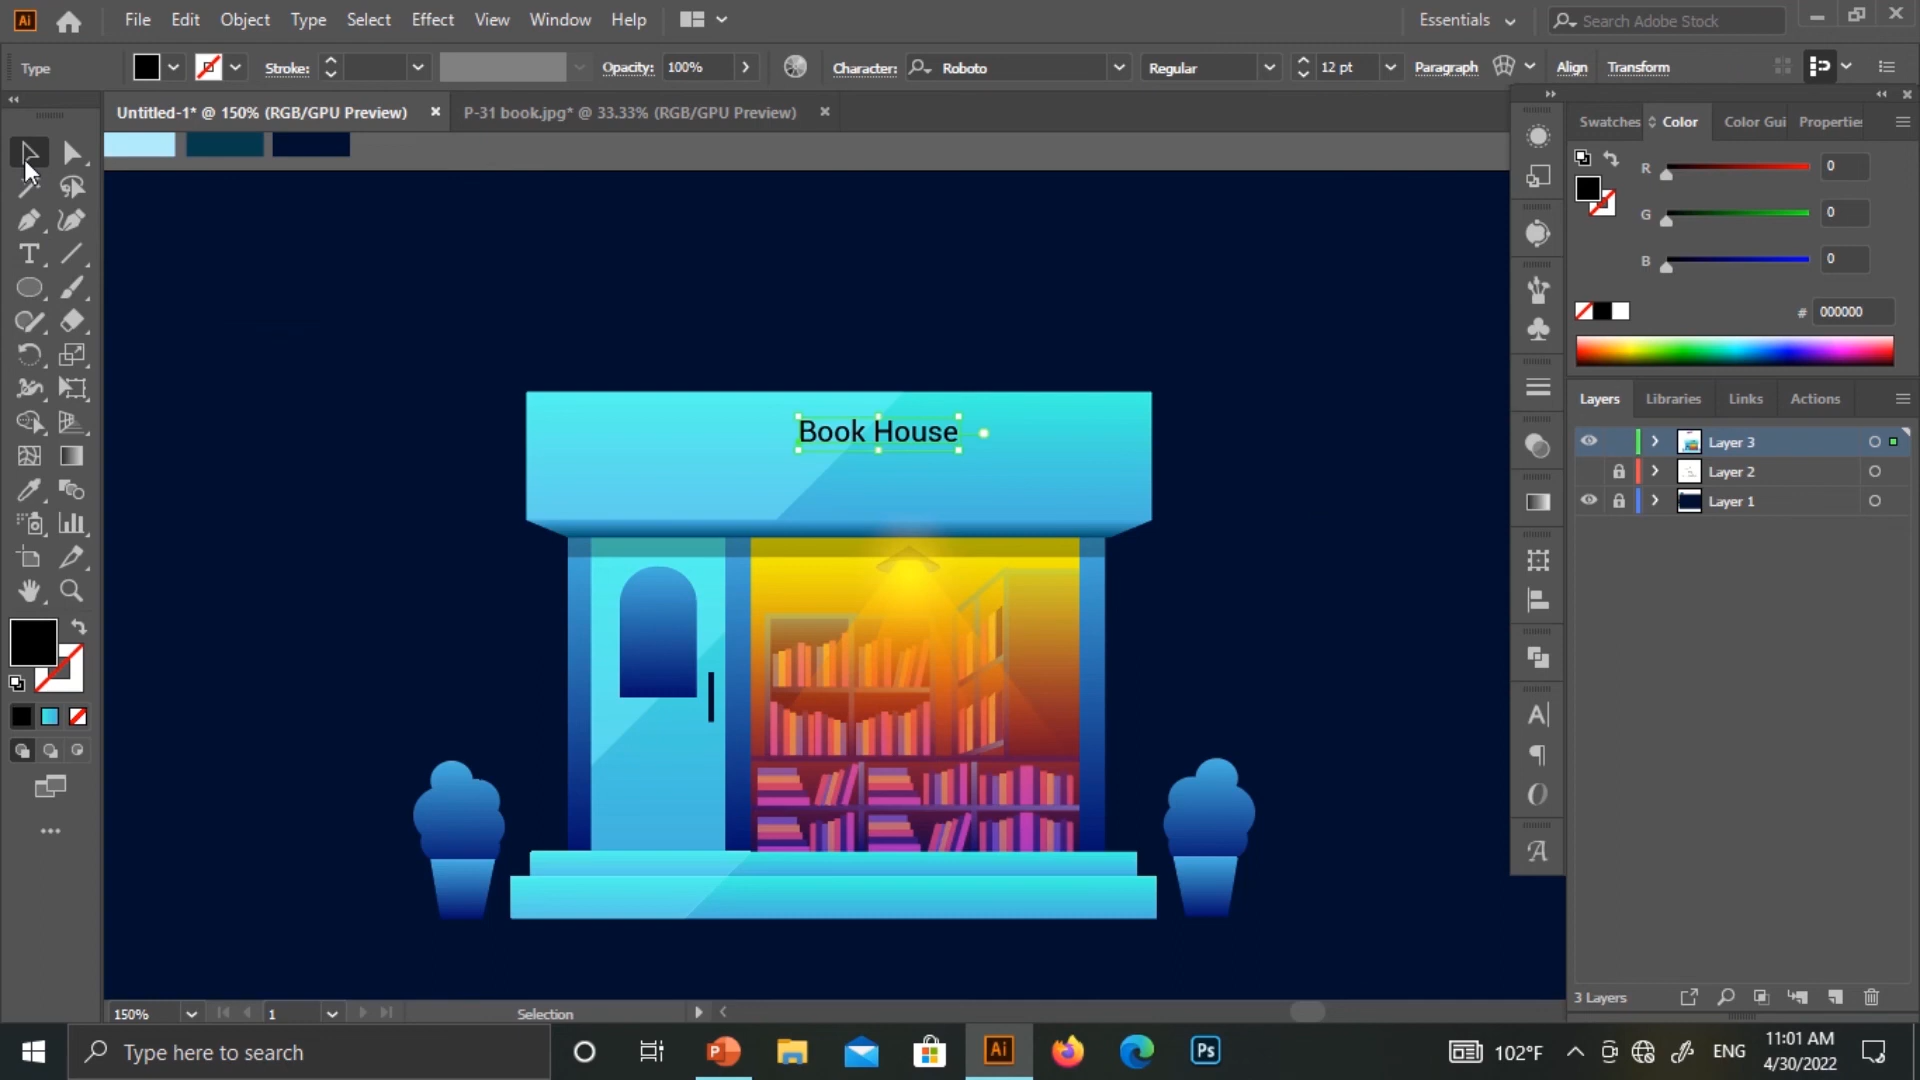 Ai File Edit Object Type Select Effect View Window Help Essentials Search Adobe Stock
Type Stroke: Opacity: 100% Character: Roboto Regular 12 pt Paragraph Align Transform
Untitled-1* @ 150% (RGB/GPU Preview) P-31 book.jpg* @ 33.33% (RGB/GPU Preview)
Swatches Color Color Gui Propertie
R 0
G 0
B 0
# 000000
Book House
Layers Libraries Links Actions
Layer 3
Layer 2
Layer 1
3 Layers
150% 1 Selection
Type here to search
Ai
Ps
102°F
ENG
11:01 AM
4/30/2022